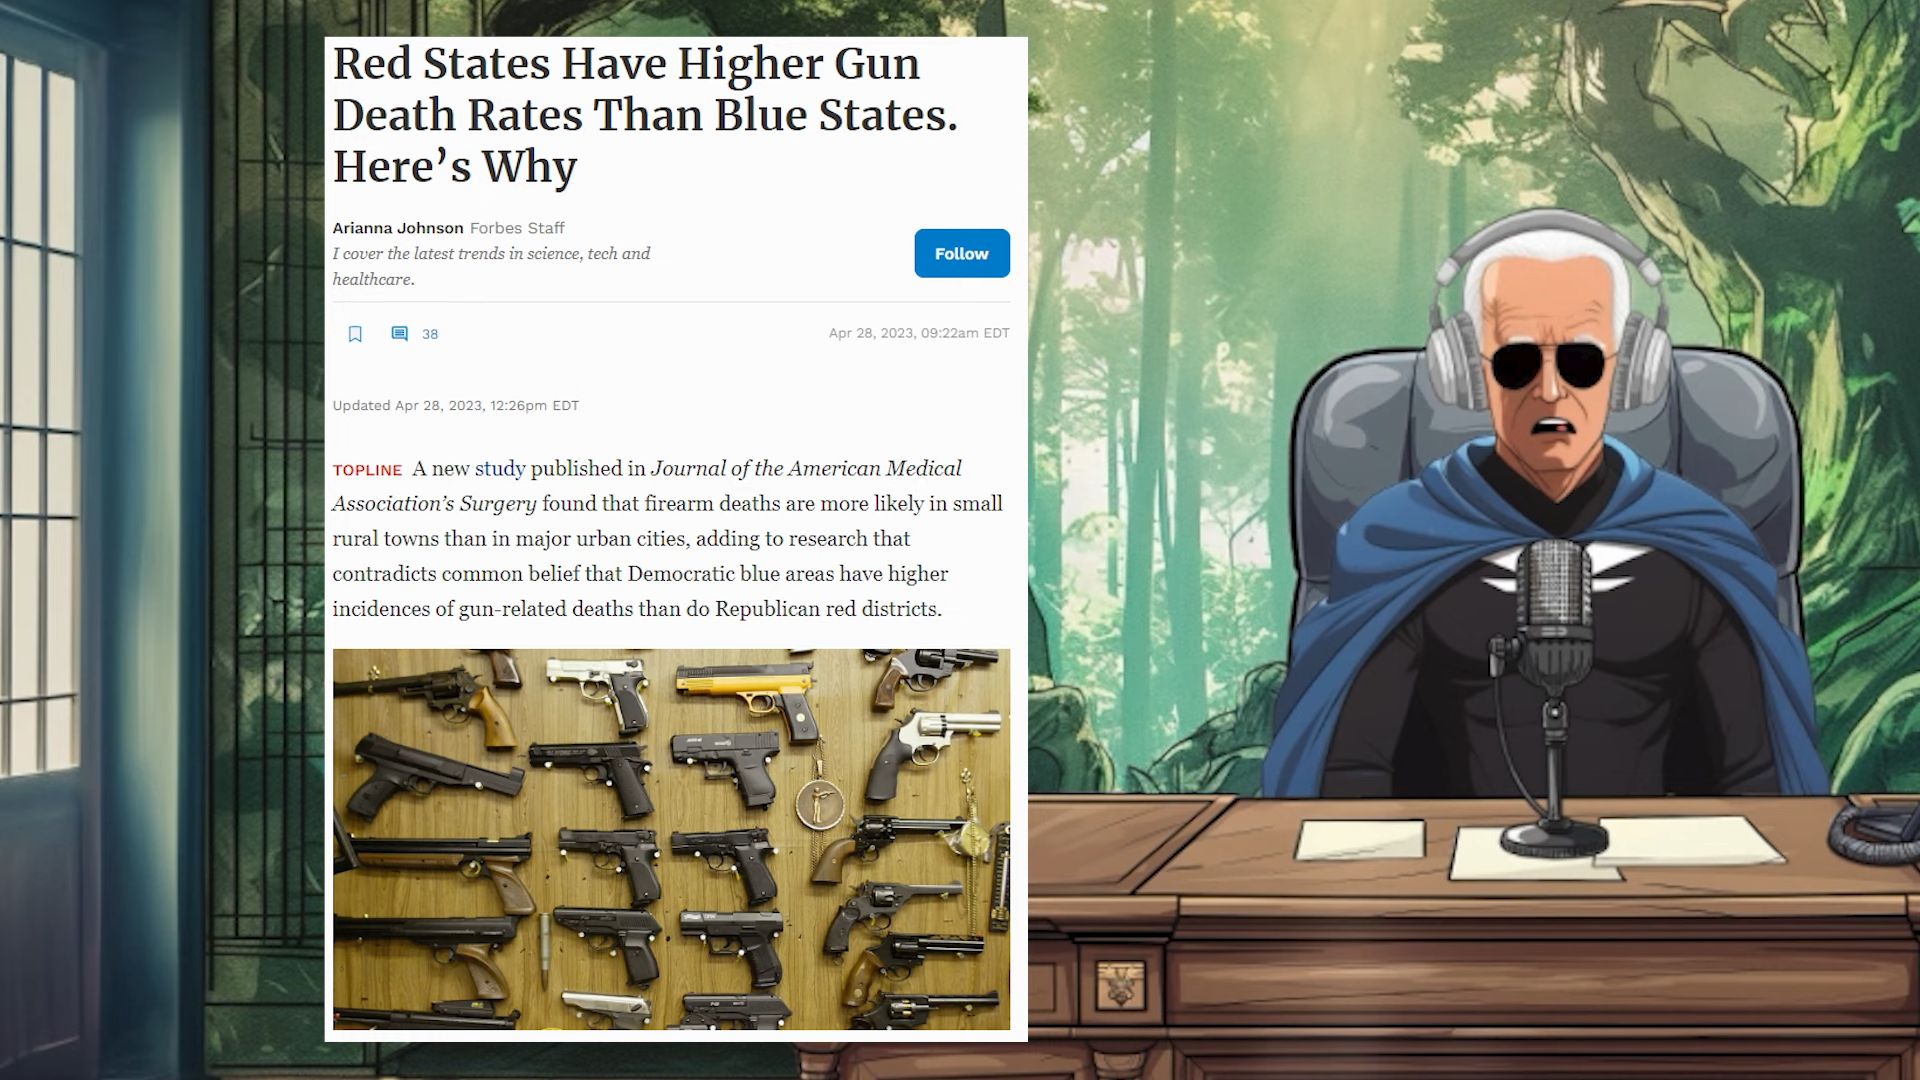 Red States Have Higher Gun
Death Rates Than Blue States.
Here’s Why
Arianna Johnson Forbes Staff
I cover the latest trends in science, tech and
healthcare.
Follow
38
Apr 28, 2023, 09:22am EDT
Updated Apr 28, 2023, 12:26pm EDT
TOPLINE A new study published in Journal of the American Medical
Association’s Surgery found that firearm deaths are more likely in small
rural towns than in major urban cities, adding to research that
contradicts common belief that Democratic blue areas have higher
incidences of gun-related deaths than do Republican red districts.